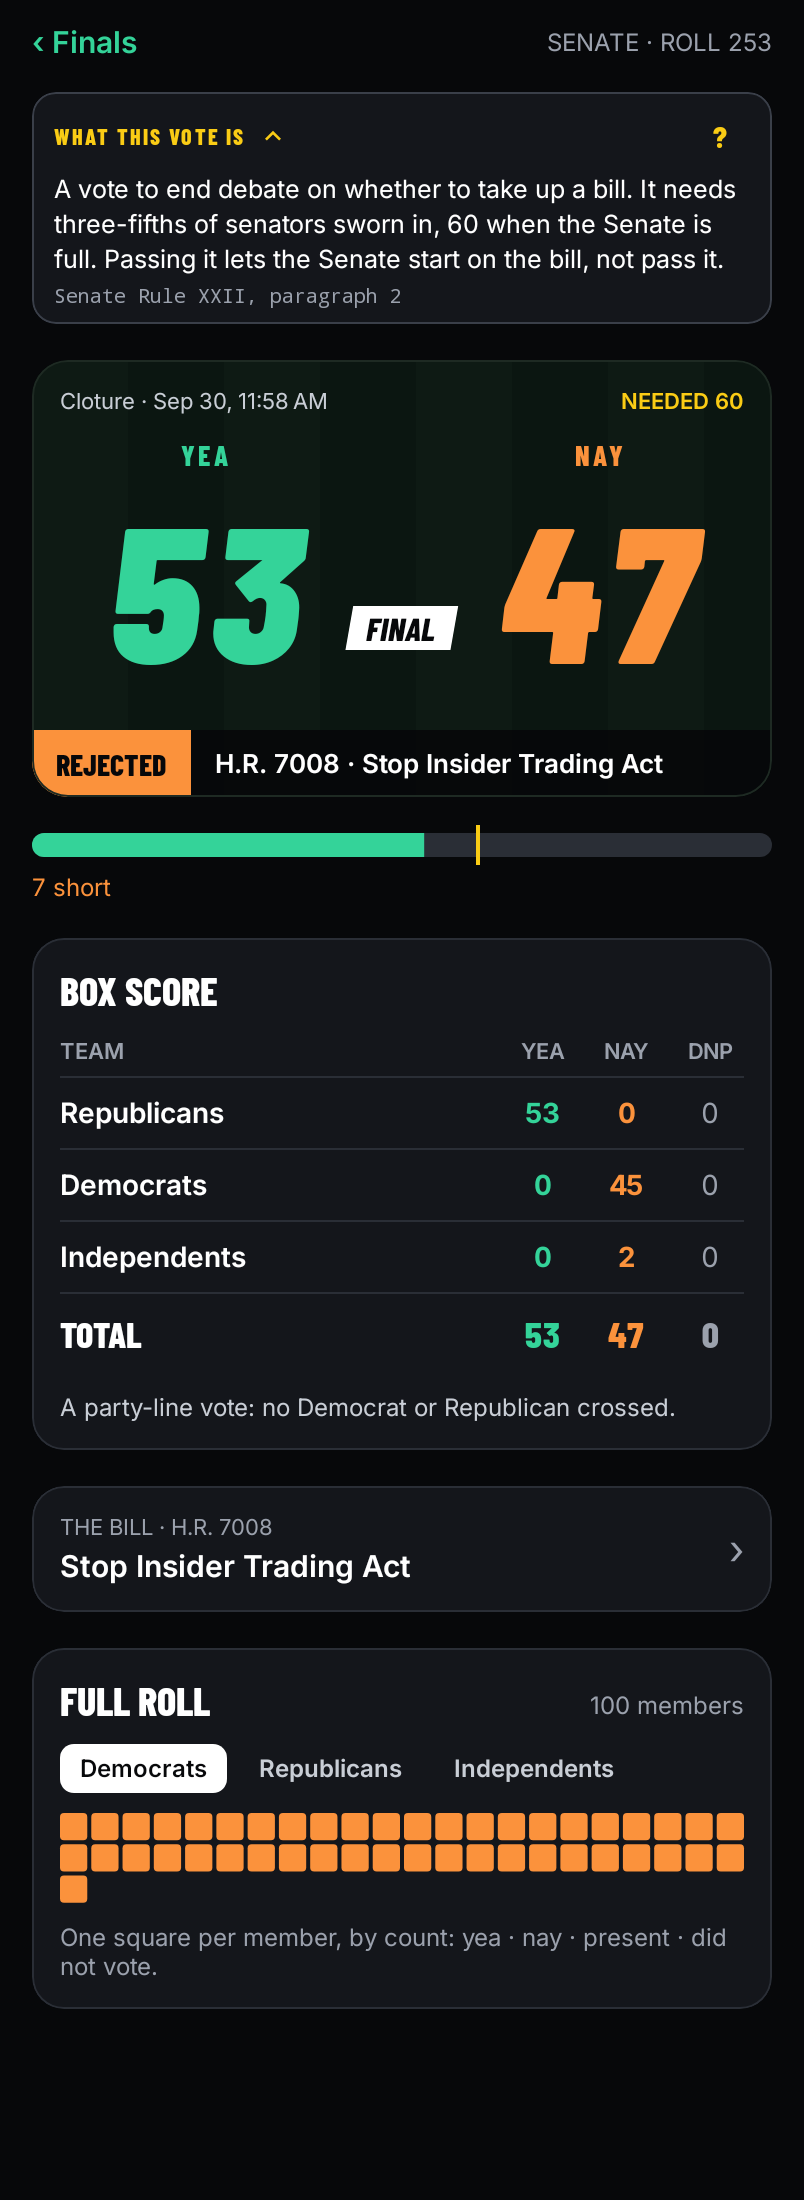 ‹ Finals
SENATE · ROLL 253
WHAT THIS VOTE IS
?
A vote to end debate on whether to take up a bill. It needs
three-fifths of senators sworn in, 60 when the Senate is
full. Passing it lets the Senate start on the bill, not pass it.
Senate Rule XXII, paragraph 2
Cloture · Sep 30, 11:58 AM
NEEDED 60
YEA
NAY
53
FINAL
47
REJECTED
H.R. 7008 · Stop Insider Trading Act
7 short
BOX SCORE
TEAM YEA NAY DNP
Republicans 53 0 0
Democrats 0 45 0
Independents 0 2 0
TOTAL 53 47 0
A party-line vote: no Democrat or Republican crossed.
THE BILL · H.R. 7008
Stop Insider Trading Act
›
FULL ROLL
100 members
Democrats Republicans Independents
One square per member, by count: yea · nay · present · did
not vote.